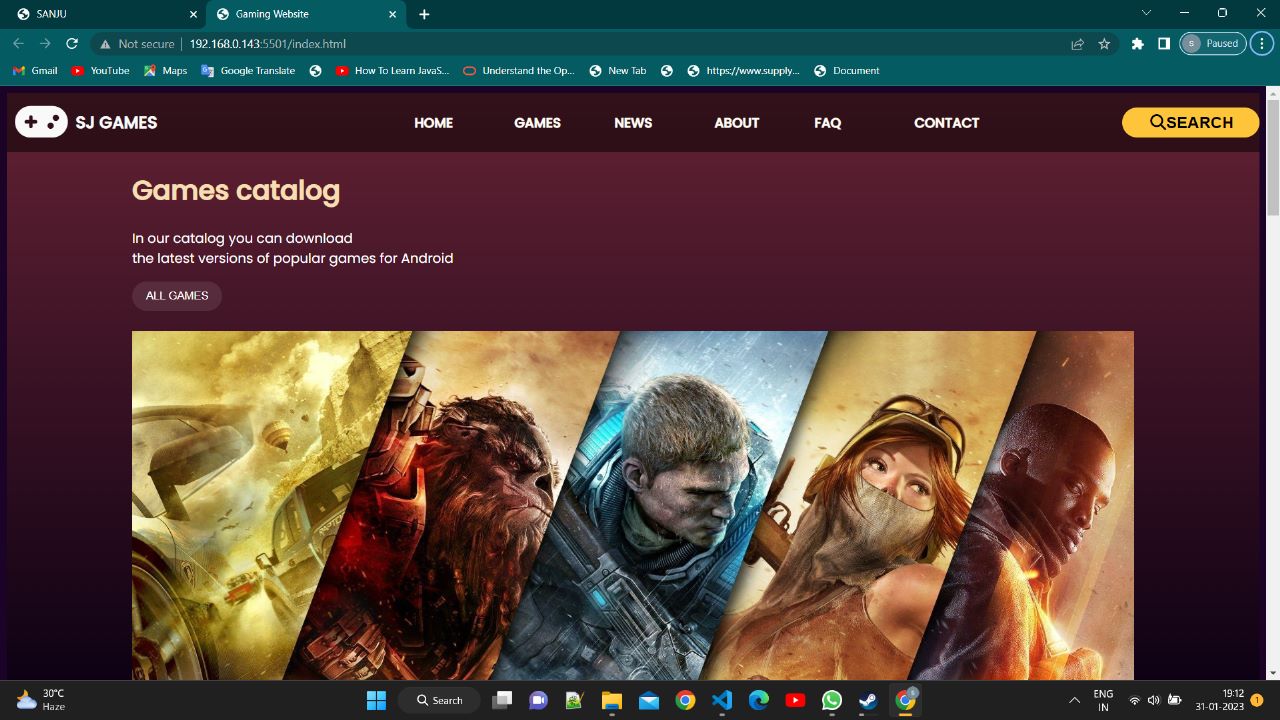 SANJU
Gaming Website
Not secure
192.168.0.143:5501/index.html
S Paused
Gmail
YouTube
Maps
Google Translate
How To Learn JavaS...
Understand the Op...
New Tab
https://www.supply...
Document
SJ GAMES
HOME
GAMES
NEWS
ABOUT
FAQ
CONTACT
SEARCH
Games catalog
In our catalog you can download
the latest versions of popular games for Android
ALL GAMES
30°C
Haze
Search
ENG
IN
19:12
31-01-2023
1